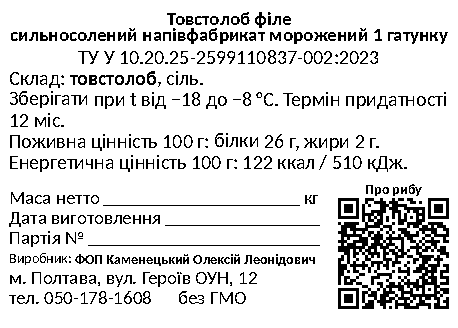 Товстолоб філе
сильносолений напівфабрикат морожений 1 гатунку
ТУ У 10.20.25-2599110837-002:2023
Склад: товстолоб, сіль.
Зберігати при t від −18 до −8 °С. Термін придатності
12 міс.
Поживна цінність 100 г: білки 26 г, жири 2 г.
Енергетична цінність 100 г: 122 ккал / 510 кДж.
Маса нетто ____________________ кг
Дата виготовлення ________________
Партія № ________________________
Про рибу
Виробник: ФОП Каменецький Олексій Леонідович
м. Полтава, вул. Героїв ОУН, 12
тел. 050-178-1608 без ГМО